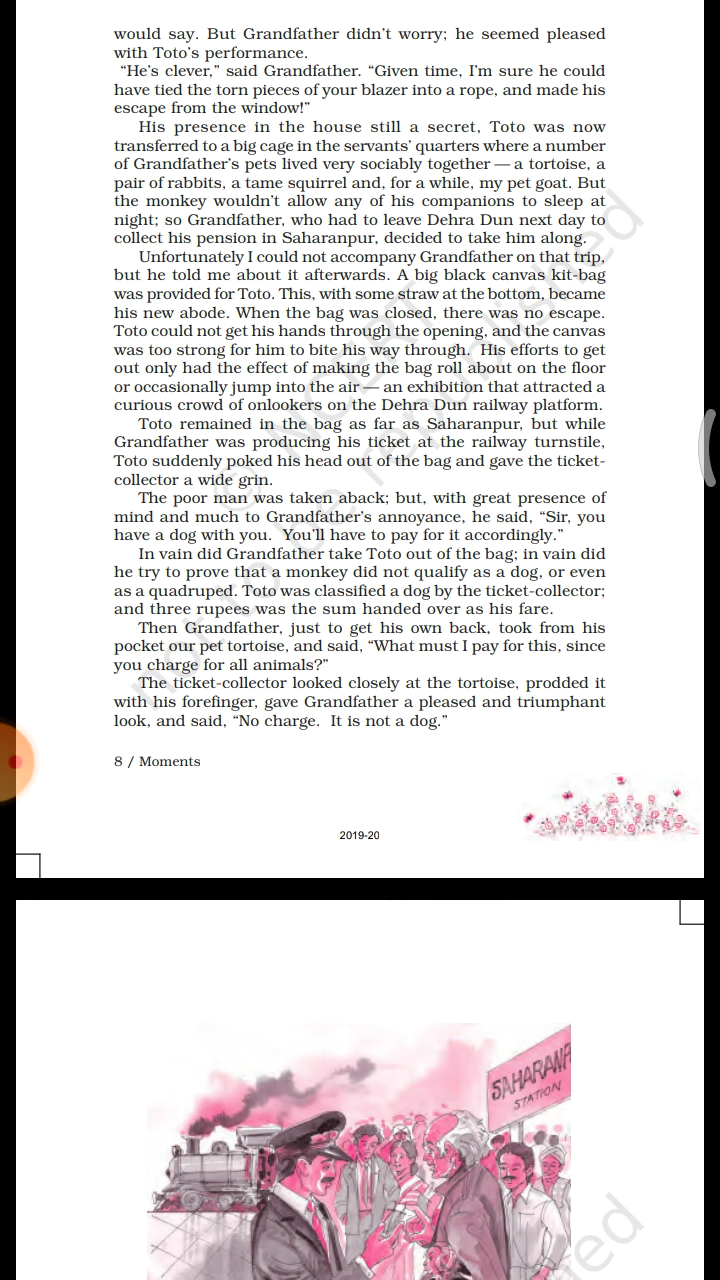 would say. But Grandfather didn’t worry; he seemed pleased
with Toto’s performance.
“He’s clever,” said Grandfather. “Given time, I’m sure he could
have tied the torn pieces of your blazer into a rope, and made his
escape from the window!”
His presence in the house still a secret, Toto was now
transferred to a big cage in the servants’ quarters where a number
of Grandfather’s pets lived very sociably together — a tortoise, a
pair of rabbits, a tame squirrel and, for a while, my pet goat. But
the monkey wouldn’t allow any of his companions to sleep at
night; so Grandfather, who had to leave Dehra Dun next day to
collect his pension in Saharanpur, decided to take him along.
Unfortunately I could not accompany Grandfather on that trip,
but he told me about it afterwards. A big black canvas kit-bag
was provided for Toto. This, with some straw at the bottom, became
his new abode. When the bag was closed, there was no escape.
Toto could not get his hands through the opening, and the canvas
was too strong for him to bite his way through. His efforts to get
out only had the effect of making the bag roll about on the floor
or occasionally jump into the air — an exhibition that attracted a
curious crowd of onlookers on the Dehra Dun railway platform.
Toto remained in the bag as far as Saharanpur, but while
Grandfather was producing his ticket at the railway turnstile,
Toto suddenly poked his head out of the bag and gave the ticket-
collector a wide grin.
The poor man was taken aback; but, with great presence of
mind and much to Grandfather’s annoyance, he said, “Sir, you
have a dog with you. You’ll have to pay for it accordingly.”
In vain did Grandfather take Toto out of the bag; in vain did
he try to prove that a monkey did not qualify as a dog, or even
as a quadruped. Toto was classified a dog by the ticket-collector;
and three rupees was the sum handed over as his fare.
Then Grandfather, just to get his own back, took from his
pocket our pet tortoise, and said, “What must I pay for this, since
you charge for all animals?”
The ticket-collector looked closely at the tortoise, prodded it
with his forefinger, gave Grandfather a pleased and triumphant
look, and said, “No charge. It is not a dog.”
8 / Moments
2019-20
© NCERT
not to be republished
SAHARANP
STATION